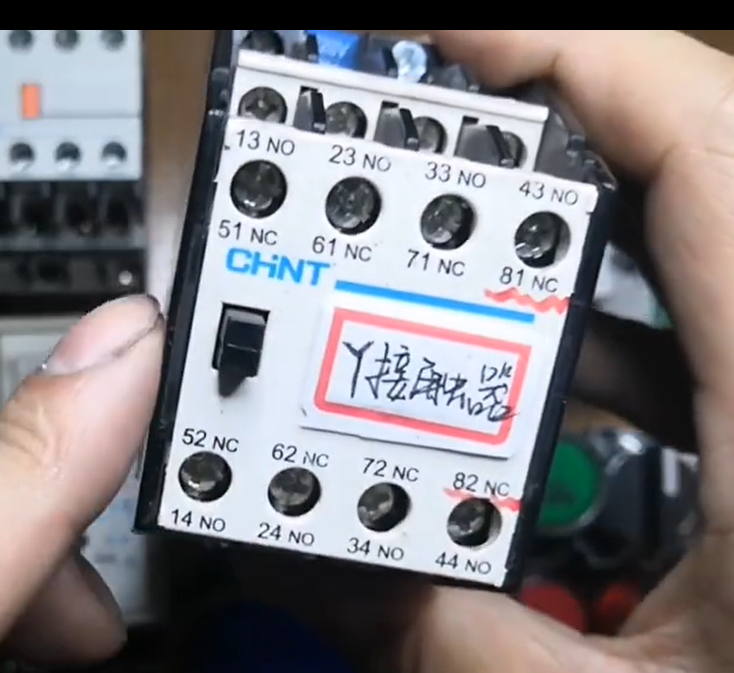 13 NO 23 NO 33 NO 43 NO
51 NC 61 NC 71 NC 81 NC
CHNT
Y接触器
52 NC 62 NC 72 NC 82 NC
14 NO 24 NO 34 NO 44 NO